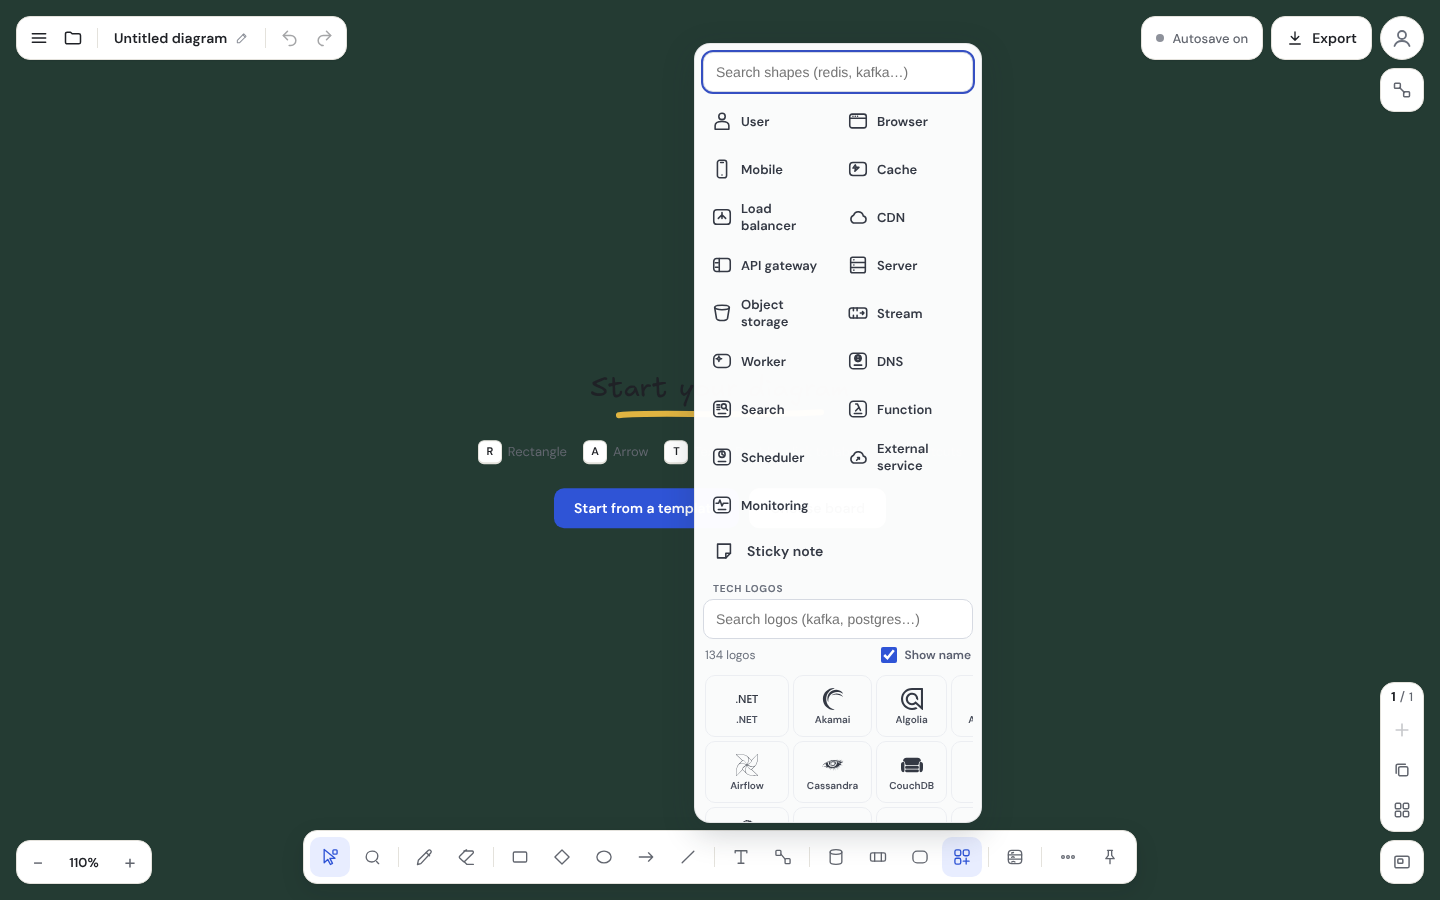 Untitled diagram
Autosave on
Export
Search shapes (redis, kafka...)
User
Browser
Mobile
Cache
Load balancer
CDN
API gateway
Server
Object storage
Stream
Worker
DNS
Start y
Search
Function
R Rectangle A Arrow T
Scheduler
External service
Start from a temp
Monitoring
Sticky note
TECH LOGOS
Search logos (kafka, postgres...)
134 logos
Show name
.NET
.NET
Akamai
Algolia
A
Airflow
Cassandra
CouchDB
1 / 1
− 110% +
T